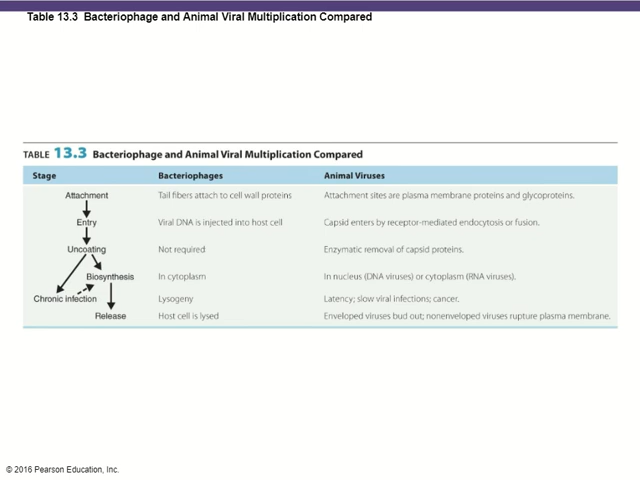 Table 13.3 Bacteriophage and Animal Viral Multiplication Compared
TABLE 13.3 Bacteriophage and Animal Viral Multiplication Compared
Stage Bacteriophages Animal Viruses
Attachment Tail fibers attach to cell wall proteins Attachment sites are plasma membrane proteins and glycoproteins.
Entry Viral DNA is injected into host cell Capsid enters by receptor-mediated endocytosis or fusion.
Uncoating Not required Enzymatic removal of capsid proteins.
Biosynthesis In cytoplasm In nucleus (DNA viruses) or cytoplasm (RNA viruses).
Chronic infection Lysogeny Latency; slow viral infections; cancer.
Release Host cell is lysed Enveloped viruses bud out; nonenveloped viruses rupture plasma membrane.
© 2016 Pearson Education, Inc.